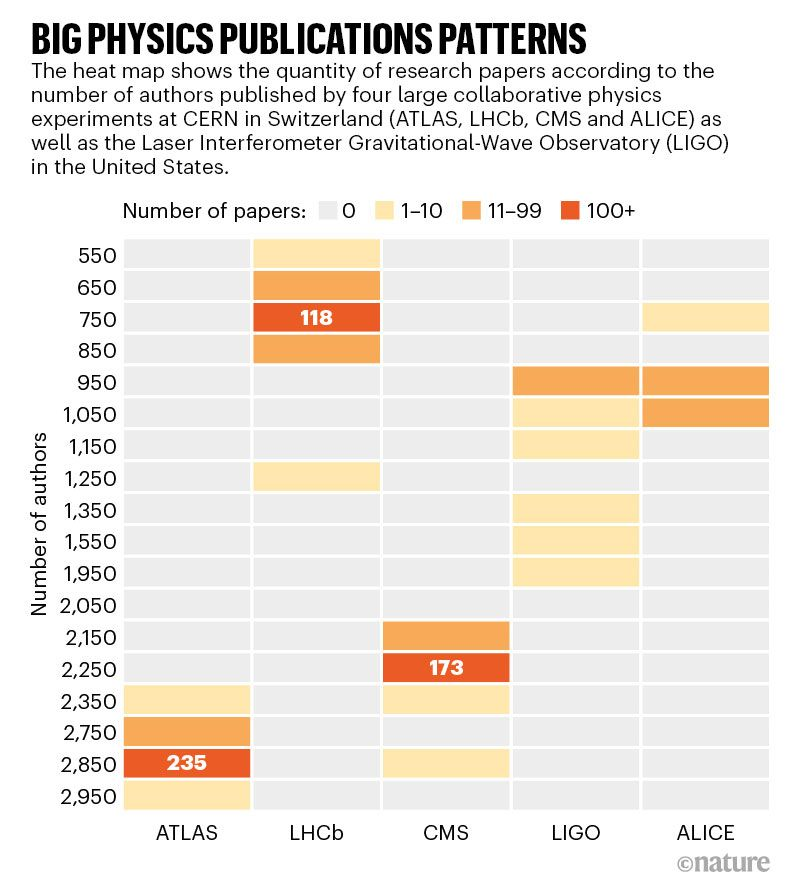 BIG PHYSICS PUBLICATIONS PATTERNS
The heat map shows the quantity of research papers according to the
number of authors published by four large collaborative physics
experiments at CERN in Switzerland (ATLAS, LHCb, CMS and ALICE) as
well as the Laser Interferometer Gravitational-Wave Observatory (LIGO)
in the United States.
Number of papers: 0 1–10 11–99 100+
Number of authors
550
650
750 118
850
950
1,050
1,150
1,250
1,350
1,550
1,950
2,050
2,150
2,250 173
2,350
2,750
2,850 235
2,950
ATLAS LHCb CMS LIGO ALICE
©nature